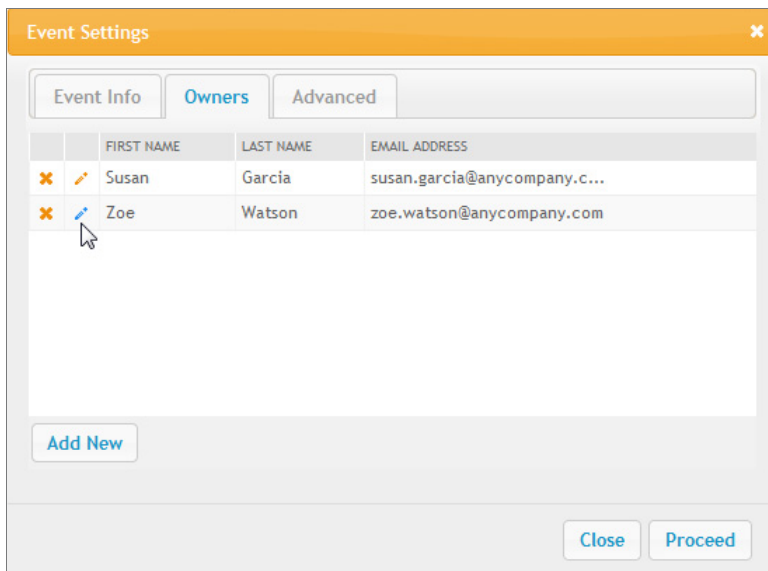 Event Settings
Event Info Owners Advanced
FIRST NAME LAST NAME EMAIL ADDRESS
Susan Garcia susan.garcia@anycompany.c...
Zoe Watson zoe.watson@anycompany.com
Add New
Close Proceed